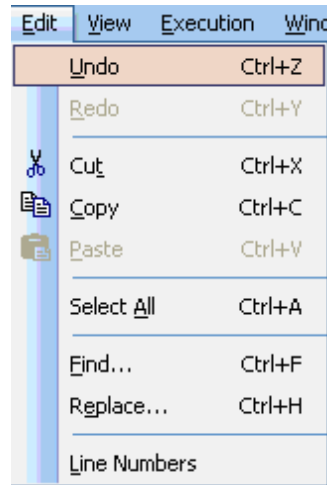 Edit View Execution
Undo Ctrl+Z
Redo Ctrl+Y
Cut Ctrl+X
Copy Ctrl+C
Paste Ctrl+V
Select All Ctrl+A
Find... Ctrl+F
Replace... Ctrl+H
Line Numbers